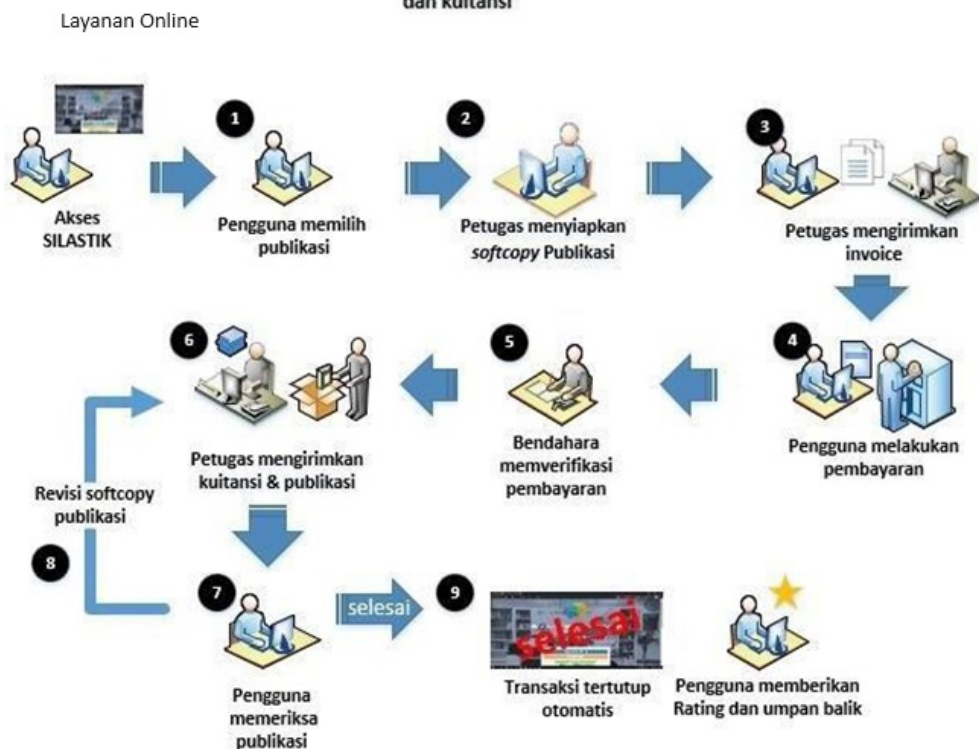 dan kuitansi
Layanan Online
1
2
3
Akses
SILASTIK
Pengguna memilih
publikasi
Petugas menyiapkan
softcopy Publikasi
Petugas mengirimkan
invoice
6
5
4
Petugas mengirimkan
kuitansi & publikasi
Bendahara
memverifikasi
pembayaran
Pengguna melakukan
pembayaran
Revisi softcopy
publikasi
8
7
selesai
9
selesai
Pengguna
memeriksa
publikasi
Transaksi tertutup
otomatis
Pengguna memberikan
Rating dan umpan balik